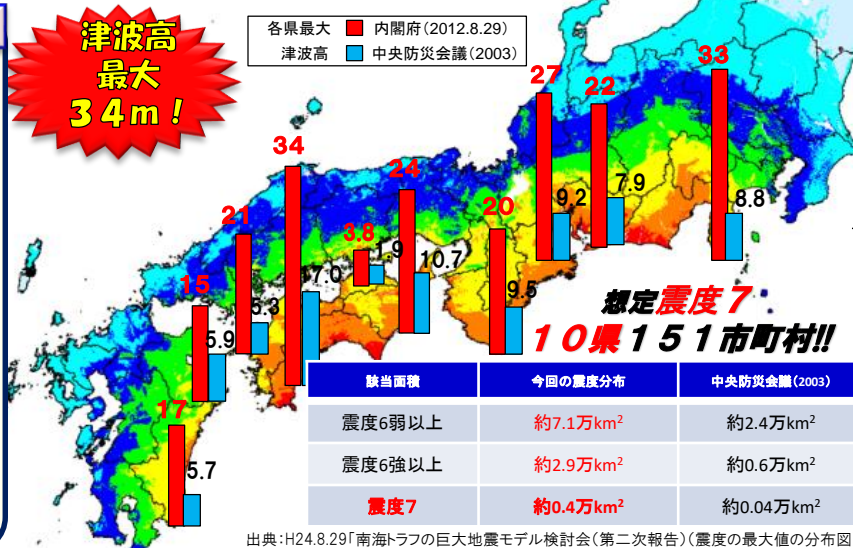 津波高
最大
34m!
各県最大 内閣府(2012.8.29)
津波高 中央防災会議(2003)
33
27
22
34
24
20
21
3.8
15
17
8.8
7.9
9.2
1.9
10.7
17.0
9.5
5.3
5.9
5.7
想定震度7
10県151市町村!!
該当面積 今回の震度分布 中央防災会議(2003)
震度6弱以上 約7.1万km² 約2.4万km²
震度6強以上 約2.9万km² 約0.6万km²
震度7 約0.4万km² 約0.04万km²
出典:H24.8.29「南海トラフの巨大地震モデル検討会(第二次報告)(震度の最大値の分布図